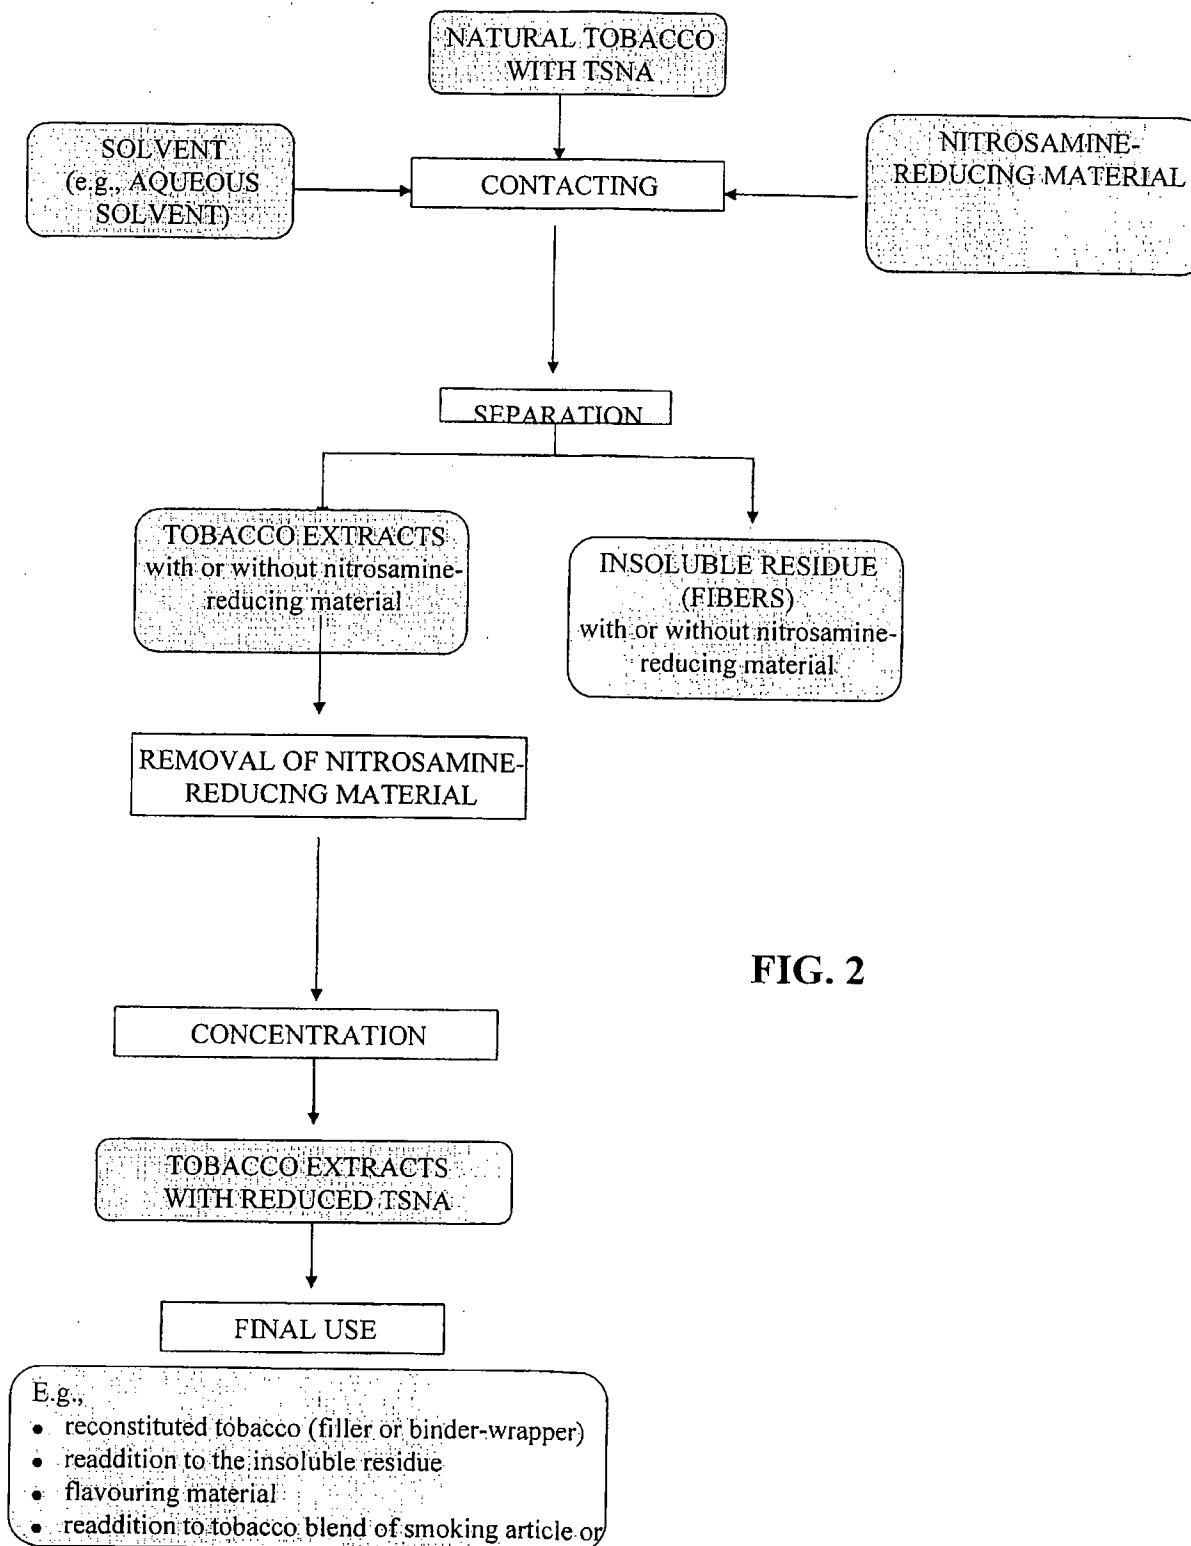 NATURAL TOBACCO
WITH TSNA
SOLVENT
(e.g., AQUEOUS
SOLVENT)
CONTACTING
NITROSAMINE-
REDUCING MATERIAL
SEPARATION
TOBACCO EXTRACTS
with or without nitrosamine-
reducing material
INSOLUBLE RESIDUE
(FIBERS)
with or without nitrosamine-
reducing material
REMOVAL OF NITROSAMINE-
REDUCING MATERIAL
FIG. 2
CONCENTRATION
TOBACCO EXTRACTS
WITH REDUCED TSNA
FINAL USE
E.g.,
• reconstituted tobacco (filler or binder-wrapper)
• readdition to the insoluble residue
• flavouring material
• readdition to tobacco blend of smoking article or